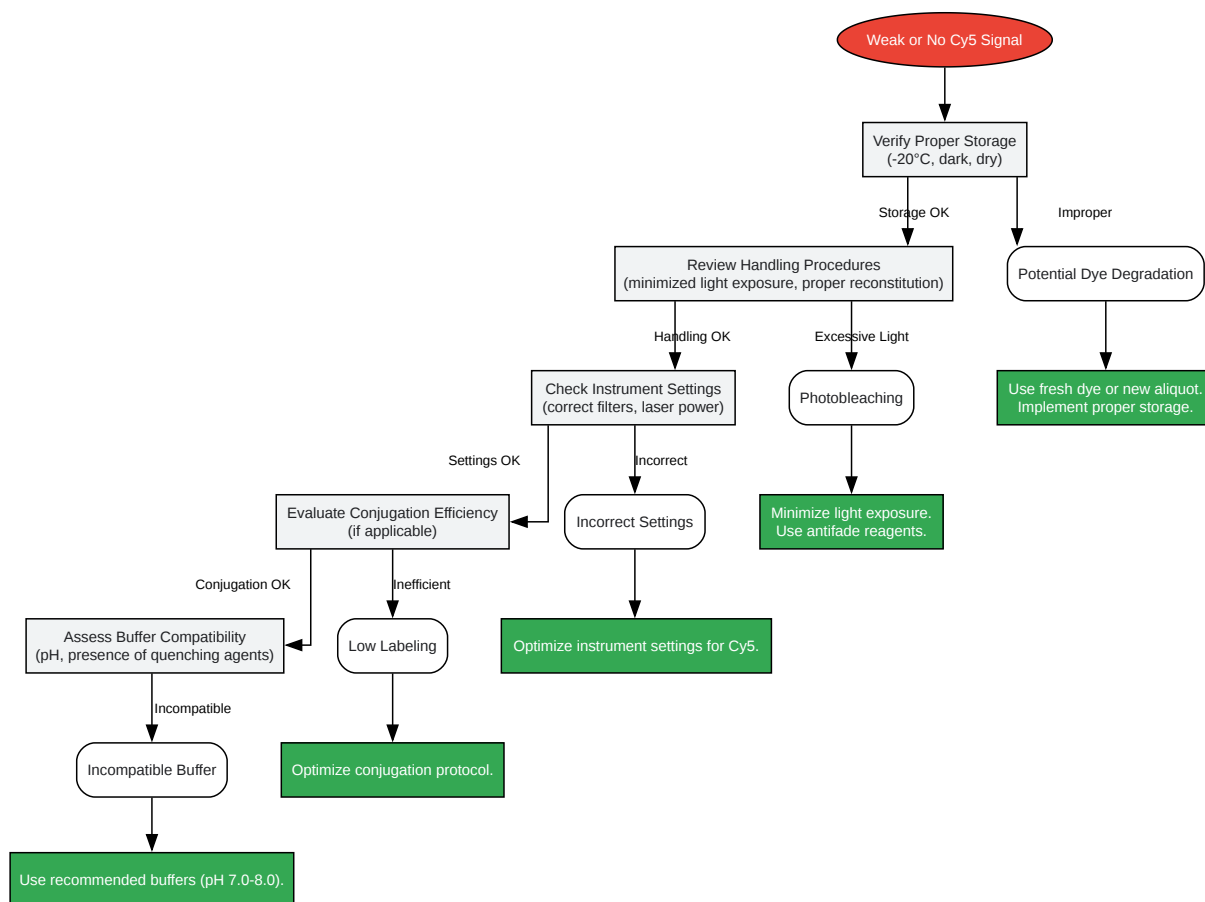 Weak or No Cy5 Signal
Verify Proper Storage
(-20°C, dark, dry)
Storage OK
Improper
Review Handling Procedures
(minimized light exposure, proper reconstitution)
Potential Dye Degradation
Handling OK
Excessive Light
Check Instrument Settings
(correct filters, laser power)
Photobleaching
Use fresh dye or new aliquot.
Implement proper storage.
Settings OK
Incorrect
Evaluate Conjugation Efficiency
(if applicable)
Incorrect Settings
Minimize light exposure.
Use antifade reagents.
Conjugation OK
Inefficient
Assess Buffer Compatibility
(pH, presence of quenching agents)
Low Labeling
Optimize instrument settings for Cy5.
Incompatible
Incompatible Buffer
Optimize conjugation protocol.
Use recommended buffers (pH 7.0-8.0).